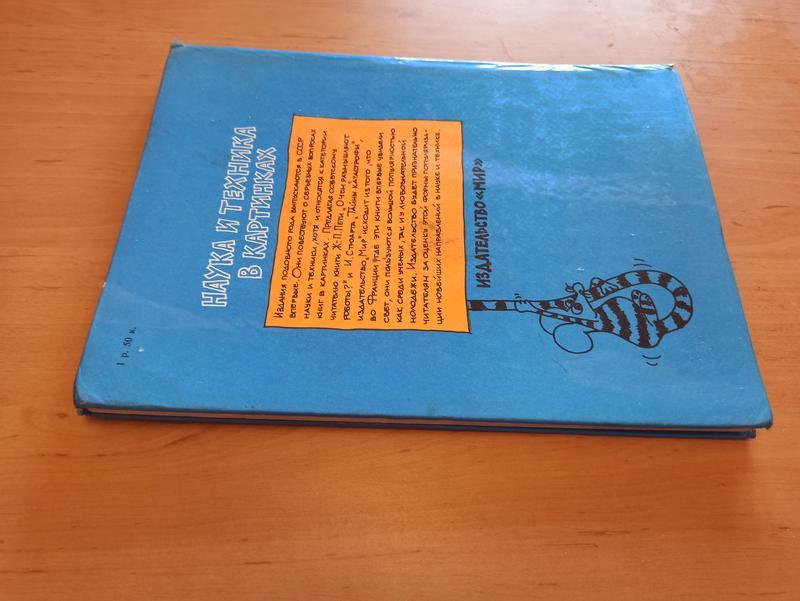 НАУКА И ТЕХНИКА
В КАРТИНКАХ
ИЗДАНИЯ ПОДОБНОГО РОДА ВЫПУСКАЮТСЯ В СССР
ВПЕРВЫЕ. ОНИ ПОВЕСТВУЮТ О СЕРЬЕЗНЫХ ВОПРОСАХ
НАУКИ И ТЕХНИКИ, ХОТЯ И ОТНОСЯТСЯ К КАТЕГОРИИ
КНИГ В КАРТИНКАХ. ПРЕДЛАГАЯ СОВЕТСКОМУ
ЧИТАТЕЛЮ КНИГИ Ж.-П. ПЕТИ „О ЧЕМ РАЗМЫШЛЯЮТ
РОБОТЫ?" И И. СТЮАРТА „ТАЙНЫ КАТАСТРОФЫ",
ИЗДАТЕЛЬСТВО „МИР" ИСХОДИТ ИЗ ТОГО, ЧТО
ВО ФРАНЦИИ, ГДЕ ЭТИ КНИГИ ВПЕРВЫЕ УВИДЕЛИ
СВЕТ, ОНИ ПОЛЬЗУЮТСЯ БОЛЬШОЙ ПОПУЛЯРНОСТЬЮ
КАК СРЕДИ УЧЕНЫХ, ТАК И У ЛЮБОЗНАТЕЛЬНОЙ
МОЛОДЕЖИ. ИЗДАТЕЛЬСТВО БУДЕТ ПРИЗНАТЕЛЬНО
ЧИТАТЕЛЯМ ЗА ОЦЕНКУ ЭТОЙ ФОРМЫ ПОПУЛЯРИЗА-
ЦИИ НОВЕЙШИХ НАПРАВЛЕНИЙ В НАУКЕ И ТЕХНИКЕ.
ИЗДАТЕЛЬСТВО «МИР»
1 р. 50 к.